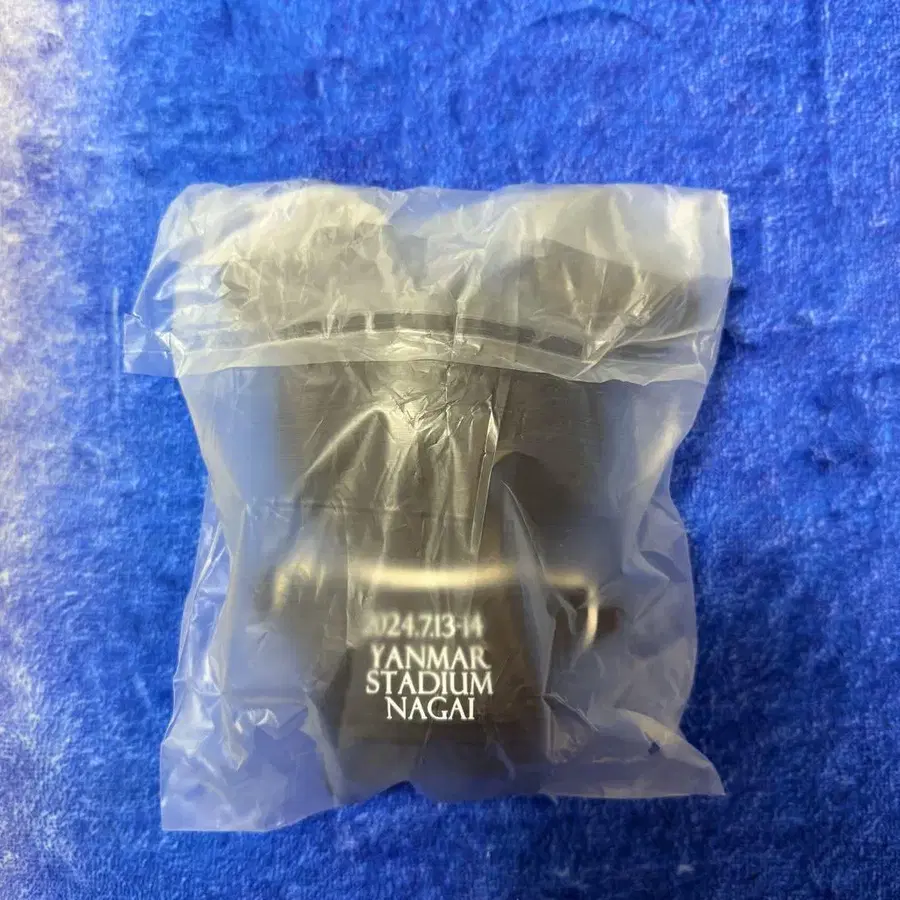 2024.7.13-14
YANMAR
STADIUM
NAGAI